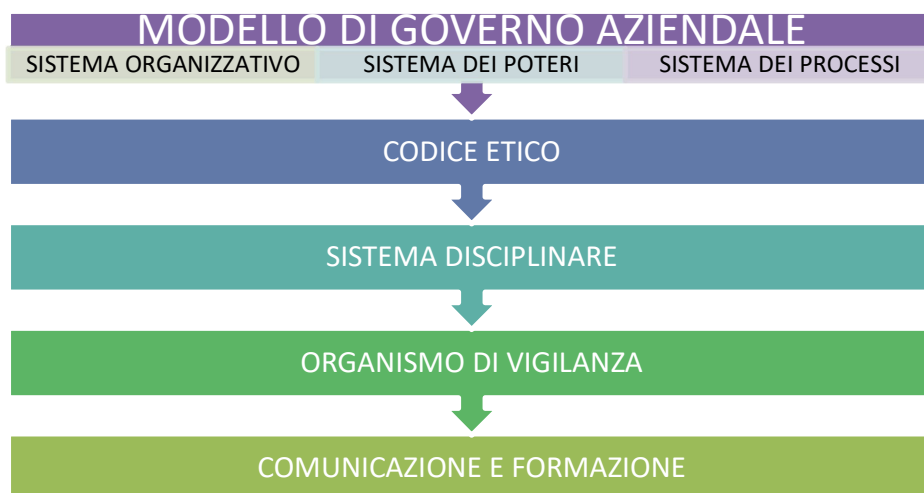 MODELLO DI GOVERNO AZIENDALE
SISTEMA ORGANIZZATIVO SISTEMA DEI POTERI SISTEMA DEI PROCESSI
CODICE ETICO
SISTEMA DISCIPLINARE
ORGANISMO DI VIGILANZA
COMUNICAZIONE E FORMAZIONE